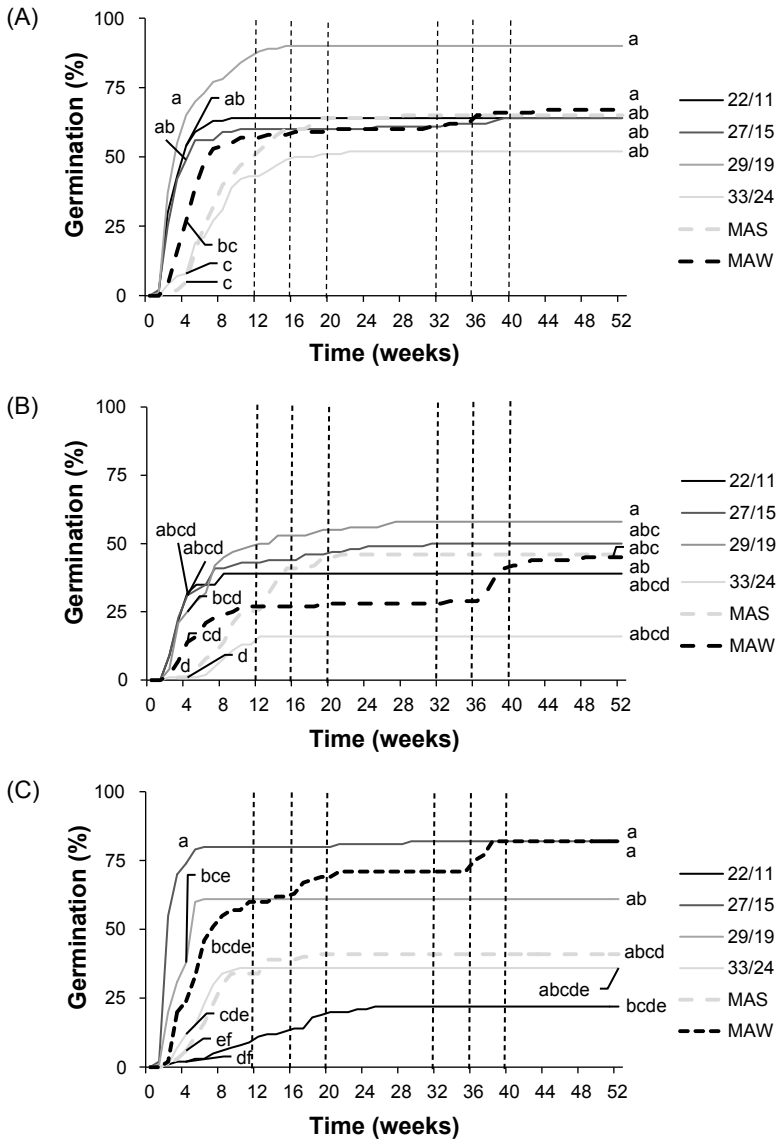 (A)
100
75
50
25
0
Germination (%)
a
ab
ab
bc
c
c
a
a
ab
ab
ab
0 4 8 12 16 20 24 28 32 36 40 44 48 52
Time (weeks)
22/11
27/15
29/19
33/24
MAS
MAW
(B)
100
75
50
25
0
Germination (%)
abcd
abcd
bcd
cd
d
d
a
abc
abc
ab
abcd
abcd
0 4 8 12 16 20 24 28 32 36 40 44 48 52
Time (weeks)
22/11
27/15
29/19
33/24
MAS
MAW
(C)
100
75
50
25
0
Germination (%)
a
bce
bcde
cde
ef
df
a
a
ab
abcd
abcde
bcde
0 4 8 12 16 20 24 28 32 36 40 44 48 52
Time (weeks)
22/11
27/15
29/19
33/24
MAS
MAW